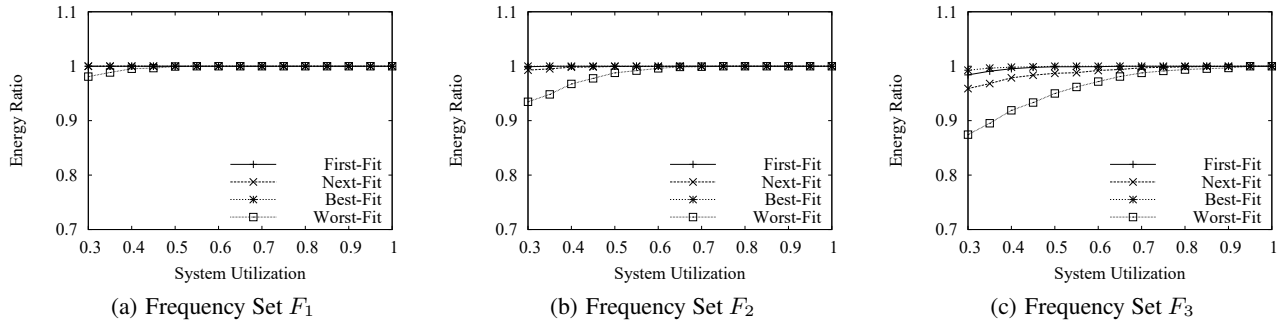 1.1
1
0.9
0.8
0.7
Energy Ratio
First-Fit
Next-Fit
Best-Fit
Worst-Fit
0.3 0.4 0.5 0.6 0.7 0.8 0.9 1
System Utilization
(a) Frequency Set F1
1.1
1
0.9
0.8
0.7
Energy Ratio
First-Fit
Next-Fit
Best-Fit
Worst-Fit
0.3 0.4 0.5 0.6 0.7 0.8 0.9 1
System Utilization
(b) Frequency Set F2
1.1
1
0.9
0.8
0.7
Energy Ratio
First-Fit
Next-Fit
Best-Fit
Worst-Fit
0.3 0.4 0.5 0.6 0.7 0.8 0.9 1
System Utilization
(c) Frequency Set F3